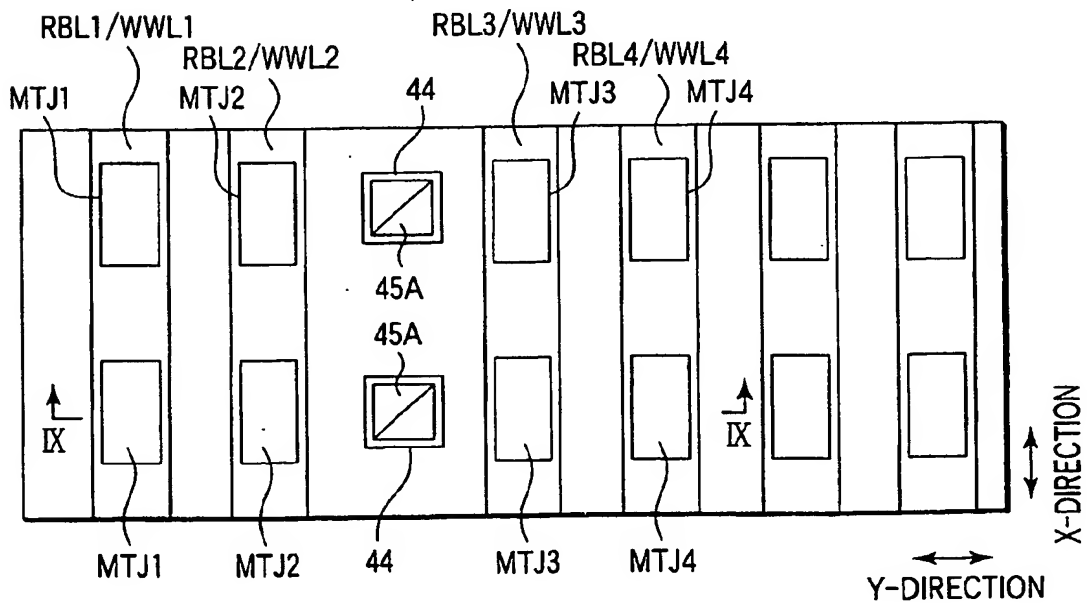 RBL1/WWL1
RBL3/WWL3
RBL2/WWL2
RBL4/WWL4
MTJ1
MTJ2
44
MTJ3
MTJ4
45A
45A
IX
IX
X-DIRECTION
MTJ1
MTJ2
44
MTJ3
MTJ4
Y-DIRECTION